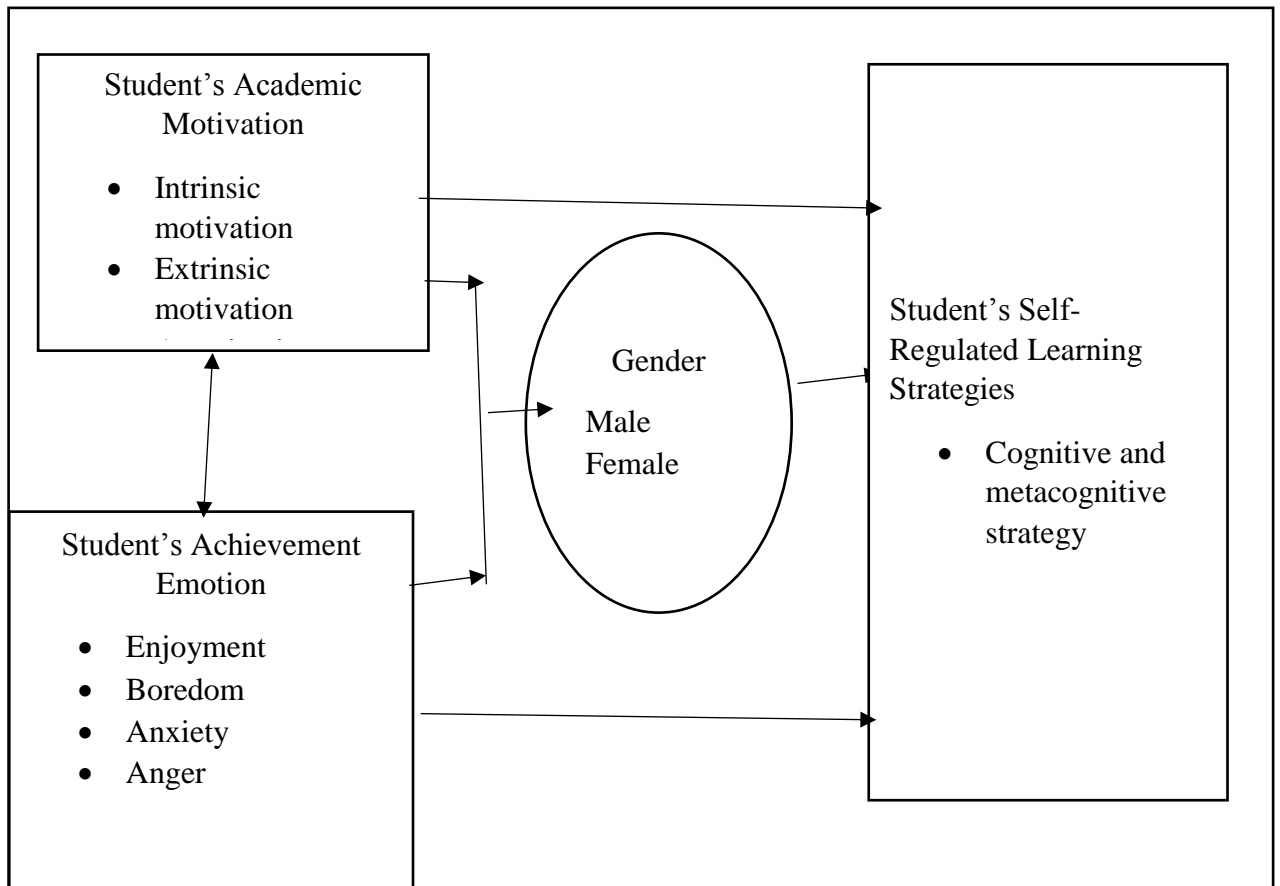 Student’s Academic
Motivation
• Intrinsic
motivation
• Extrinsic
motivation
Gender
Male
Female
Student’s Self-
Regulated Learning
Strategies
• Cognitive and
metacognitive
strategy
Student’s Achievement
Emotion
• Enjoyment
• Boredom
• Anxiety
• Anger